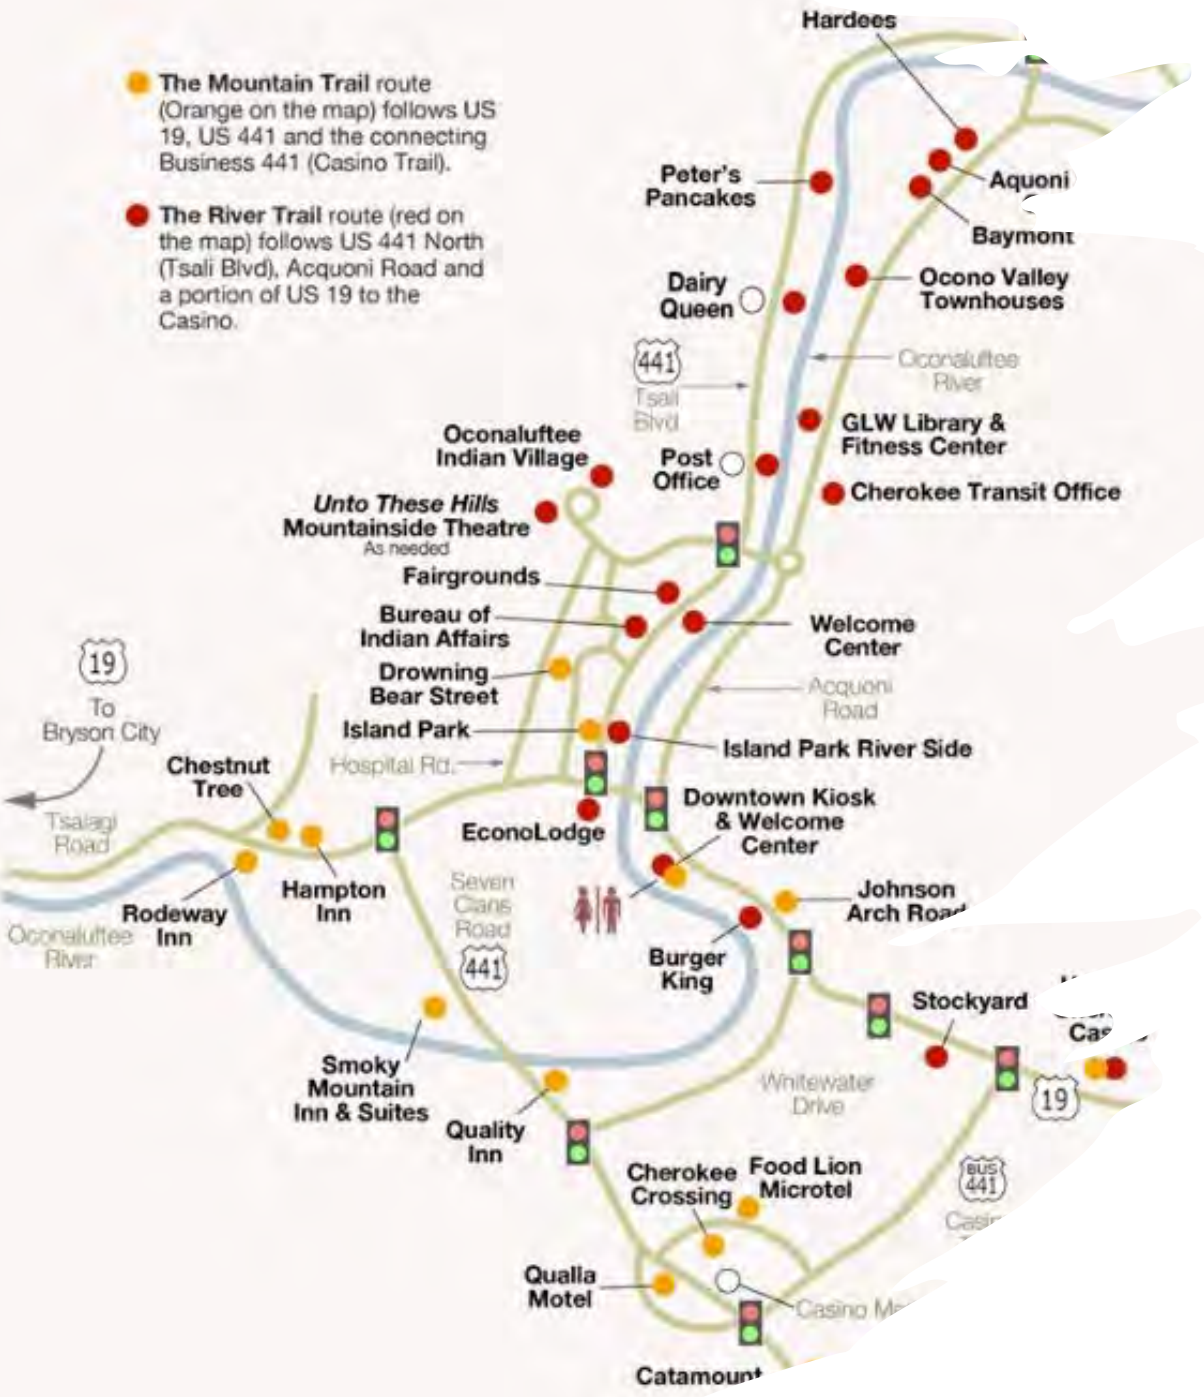 Hardees
The Mountain Trail route
(Orange on the map) follows US
19, US 441 and the connecting
Business 441 (Casino Trail).
The River Trail route (red on
the map) follows US 441 North
(Tsali Blvd), Acquoni Road and
a portion of US 19 to the
Casino.
Peter's
Pancakes
Aquoni
Baymont
Dairy
Queen
Ocono Valley
Townhouses
441
Tsali
Blvd
Oconaluftee
River
GLW Library &
Fitness Center
Oconaluftee
Indian Village
Post
Office
Cherokee Transit Office
Unto These Hills
Mountainside Theatre
As needed
Fairgrounds
Bureau of
Indian Affairs
Welcome
Center
Drowning
Bear Street
19
To
Bryson City
Acquoni
Road
Island Park
Island Park River Side
Hospital Rd.
Chestnut
Tree
Tsalagi
Road
EconoLodge
Downtown Kiosk
& Welcome
Center
Hampton
Inn
Rodeway
Inn
Oconaluftee
River
Seven
Clans
Road
441
Johnson
Arch Road
Burger
King
Stockyard
Smoky
Mountain
Inn & Suites
Quality
Inn
Whitewater
Drive
19
BUS
441
Cherokee
Crossing
Food Lion
Microtel
Qualla
Motel
Casino
Catamount